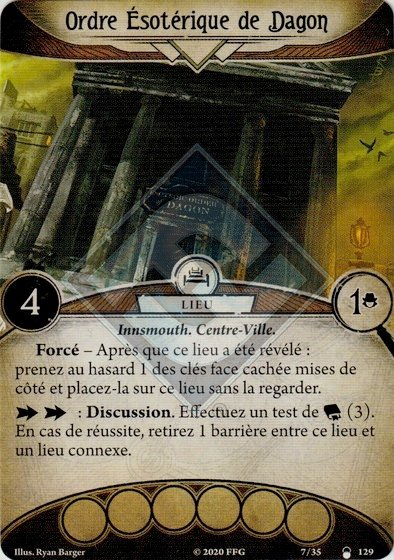 Ordre Ésotérique de Dagon
ORDER
DAGON
4
LIEU
1
Innsmouth. Centre-Ville.
Forcé – Après que ce lieu a été révélé :
prenez au hasard 1 des clés face cachée mises de
côté et placez-la sur ce lieu sans la regarder.
: Discussion. Effectuez un test de (3).
En cas de réussite, retirez 1 barrière entre ce lieu et
un lieu connexe.
Illus. Ryan Barger
© 2020 FFG
7/35
129